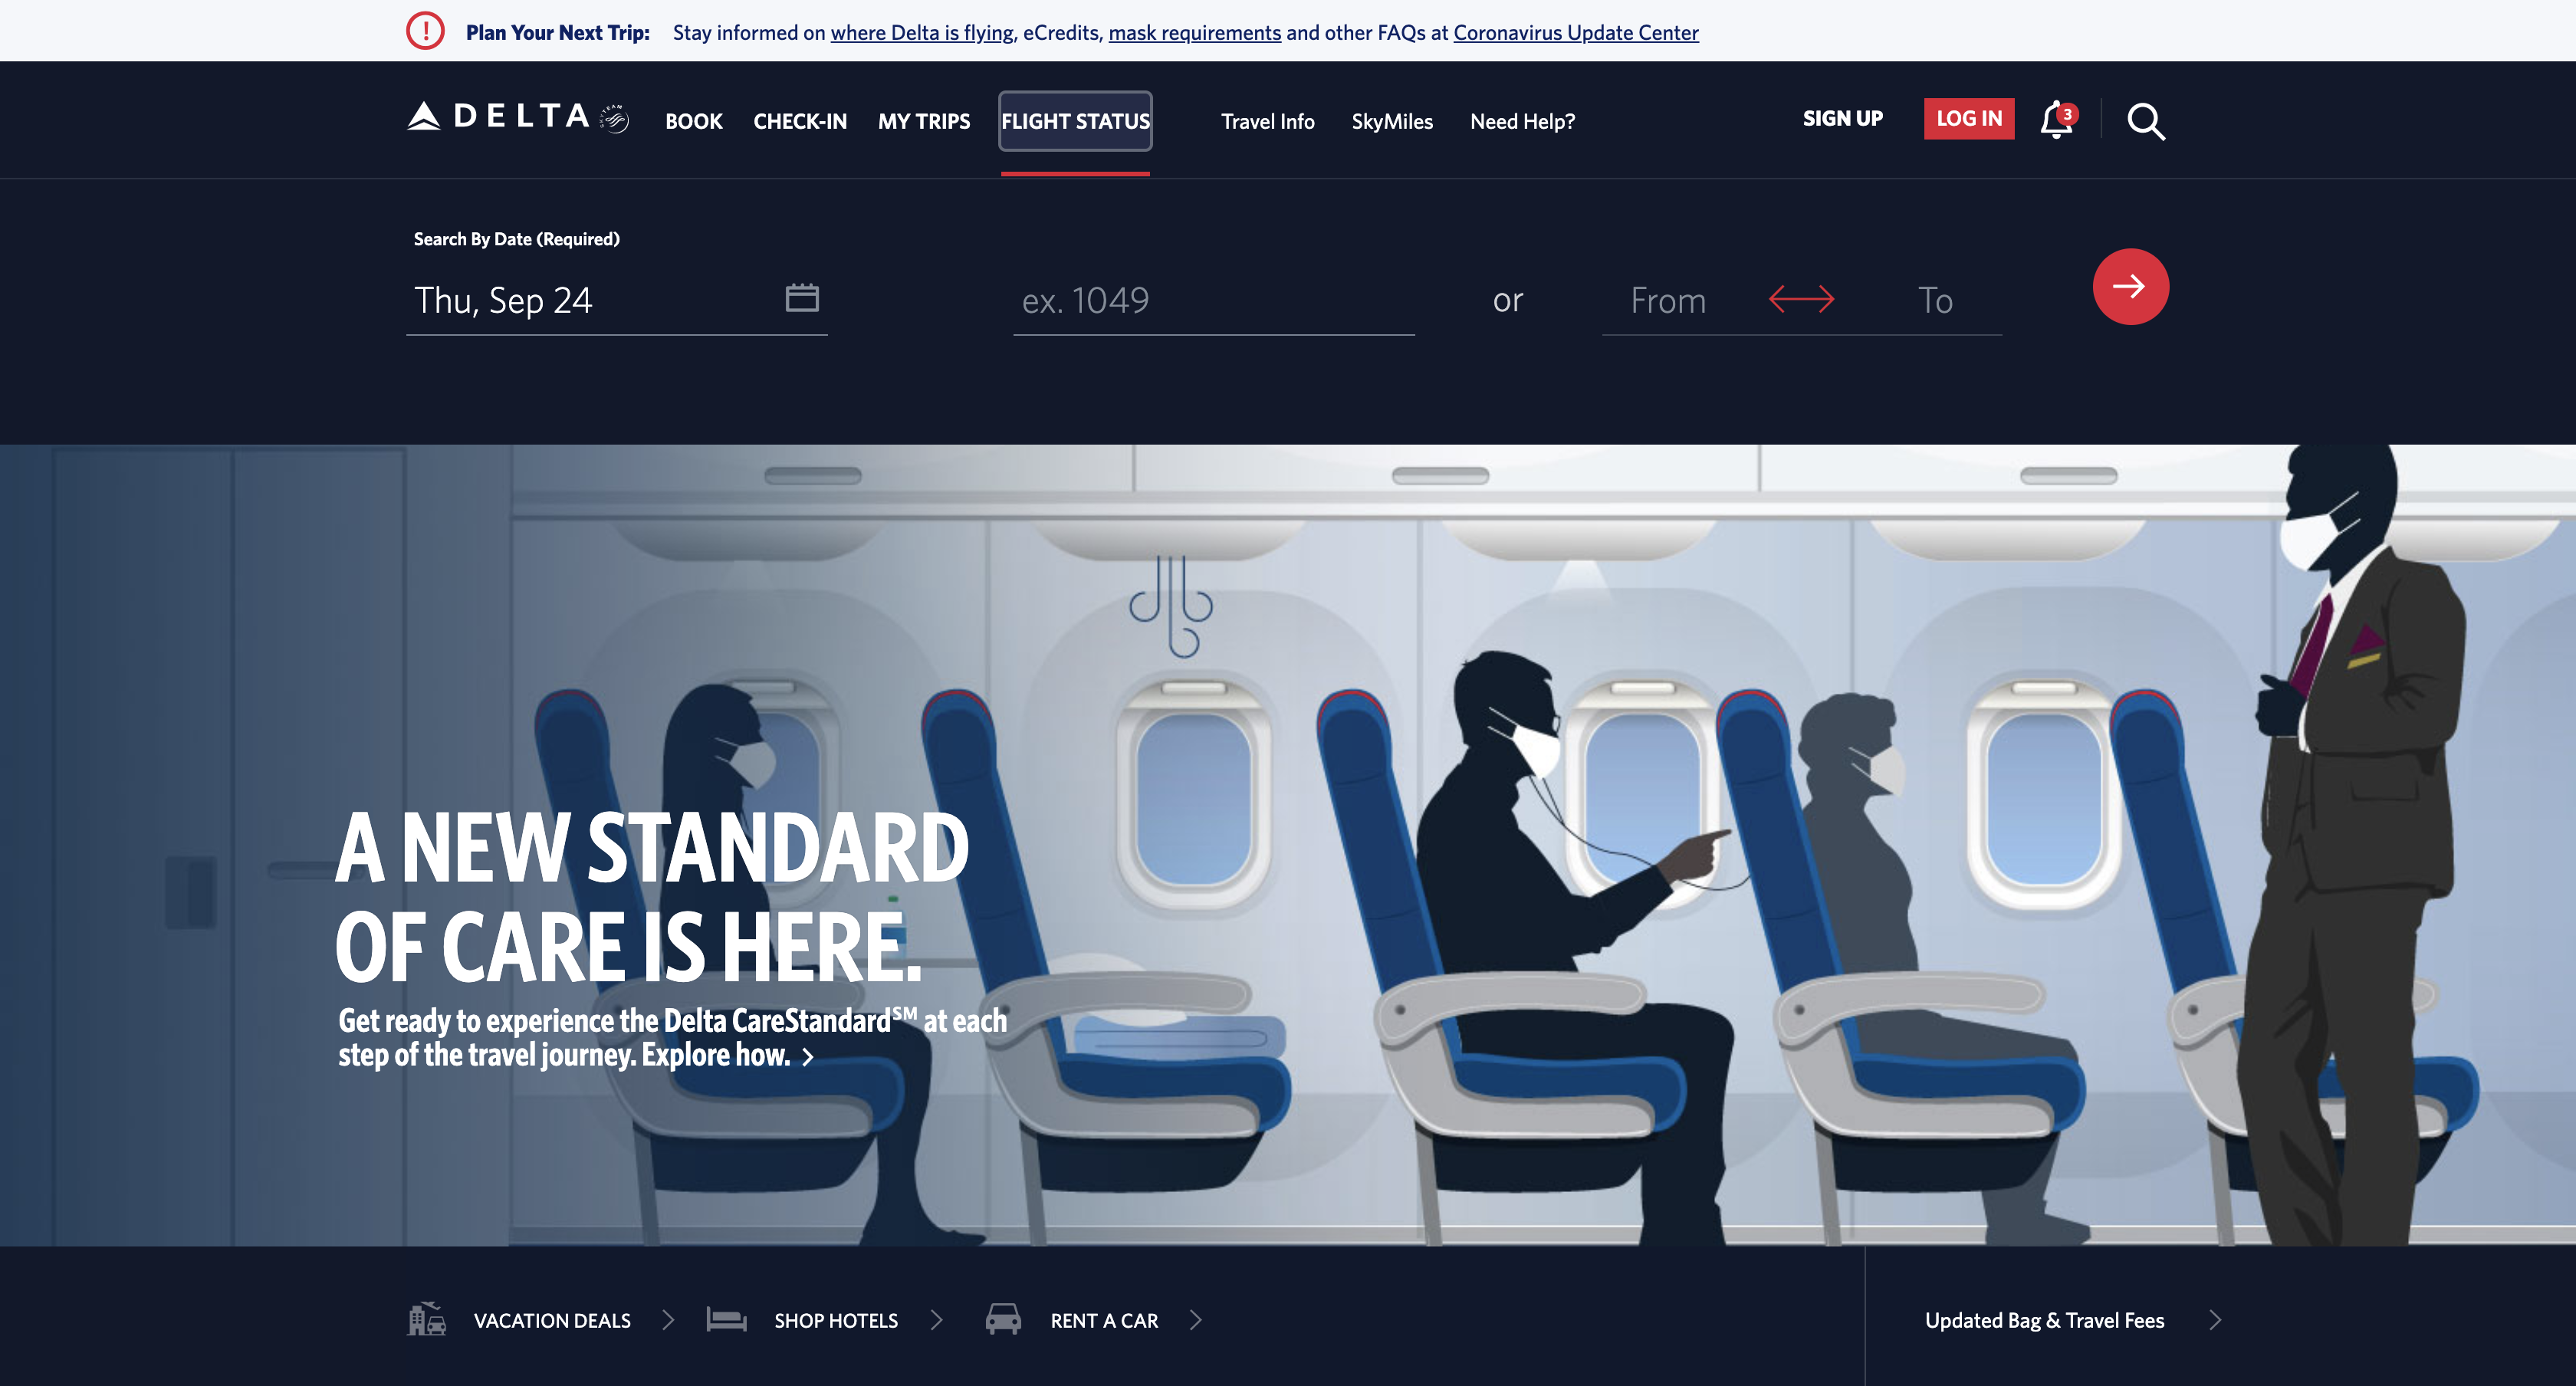 Plan Your Next Trip: Stay informed on where Delta is flying, eCredits, mask requirements and other FAQs at Coronavirus Update Center
DELTA BOOK CHECK-IN MY TRIPS FLIGHT STATUS Travel Info SkyMiles Need Help? SIGN UP LOG IN 3
Search By Date (Required)
Thu, Sep 24 ex. 1049 or From To
A NEW STANDARD
OF CARE IS HERE.
Get ready to experience the Delta CareStandard℠ at each
step of the travel journey. Explore how.
VACATION DEALS SHOP HOTELS RENT A CAR Updated Bag & Travel Fees